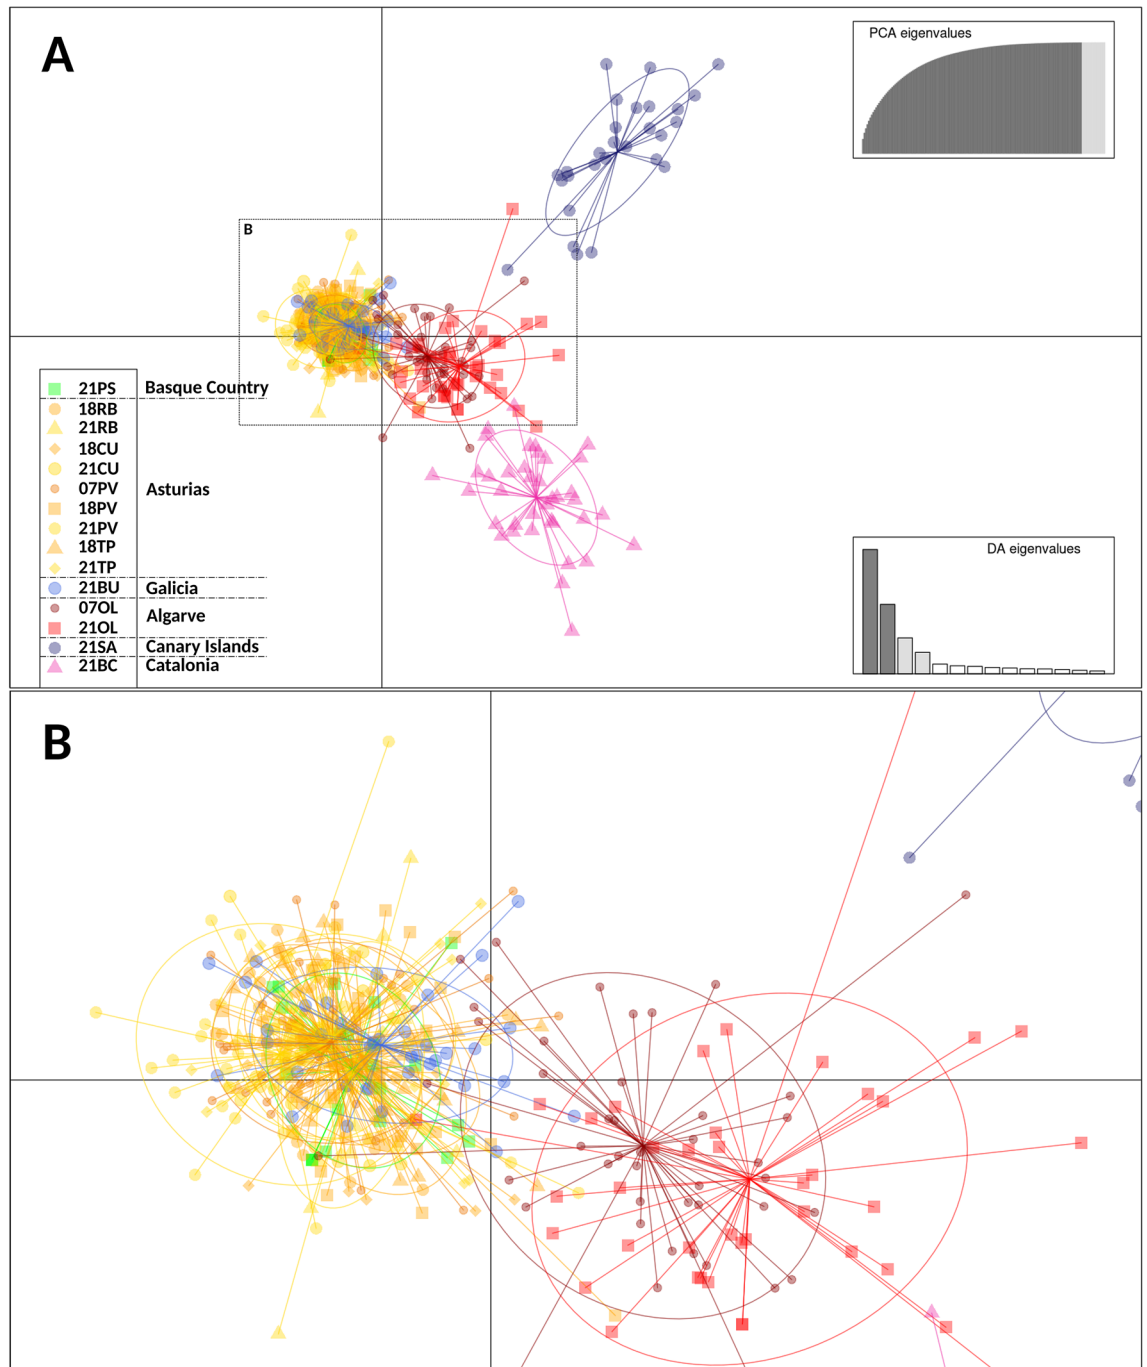 A
PCA eigenvalues
B
21PS Basque Country
18RB
21RB
18CU
21CU
07PV Asturias
18PV
21PV
18TP
21TP
21BU Galicia
07OL
Algarve
21OL
21SA Canary Islands
21BC Catalonia
DA eigenvalues
B